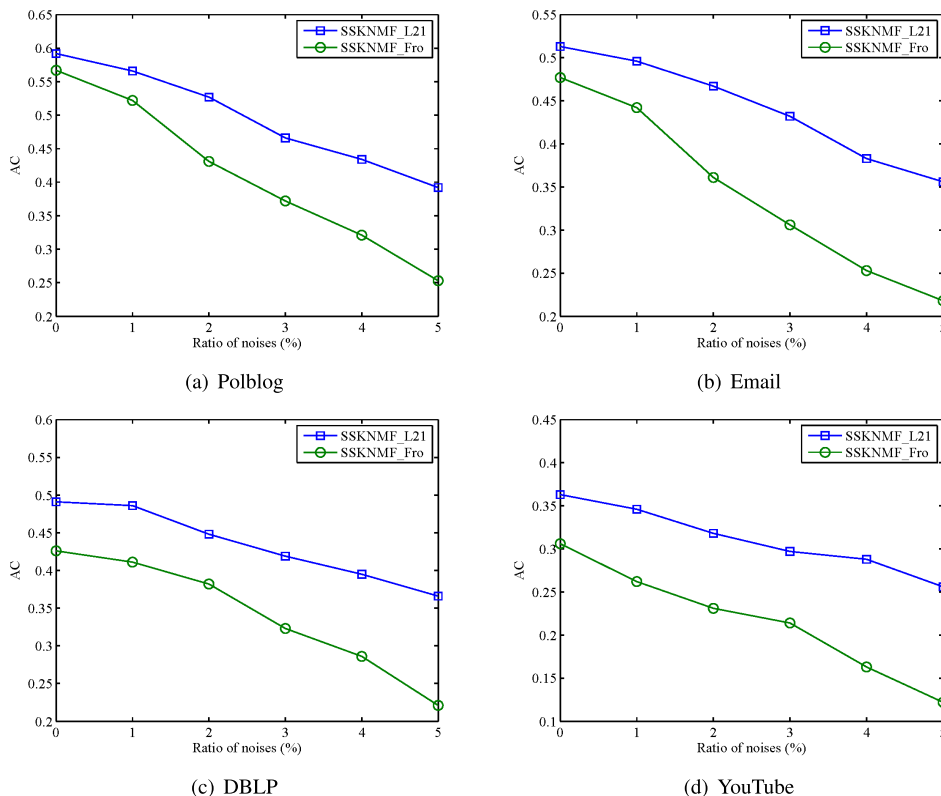 0.65
0.6
0.55
0.5
0.45
0.4
0.35
0.3
0.25
0.2
AC
0 1 2 3 4 5
Ratio of noises (%)
SSKNMF_L21
SSKNMF_Fro
(a) Polblog
0.55
0.5
0.45
0.4
0.35
0.3
0.25
0.2
AC
0 1 2 3 4
Ratio of noises (%)
SSKNMF_L21
SSKNMF_Fro
(b) Email
0.6
0.55
0.5
0.45
0.4
0.35
0.3
0.25
0.2
AC
0 1 2 3 4 5
Ratio of noises (%)
SSKNMF_L21
SSKNMF_Fro
(c) DBLP
0.45
0.4
0.35
0.3
0.25
0.2
0.15
0.1
AC
0 1 2 3 4
Ratio of noises (%)
SSKNMF_L21
SSKNMF_Fro
(d) YouTube